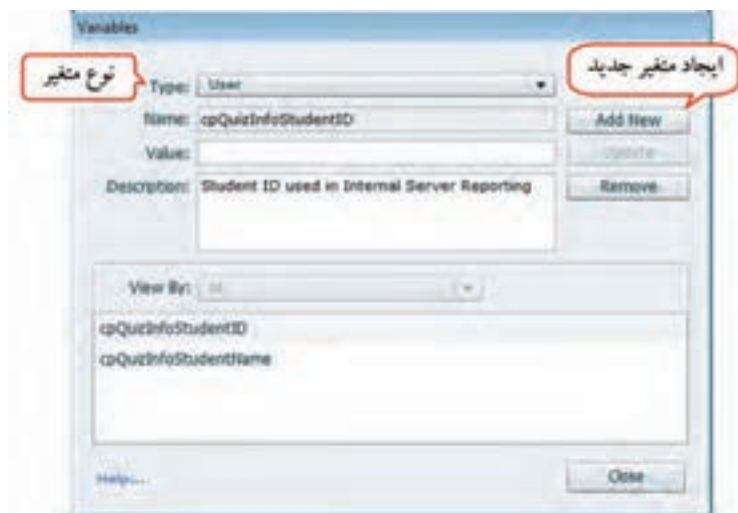 Variables
نوع متغیر
ایجاد متغیر جدید
Type: User
Name: cpQuizInfoStudentID
Add New
Value:
Update
Description: Student ID used in Internal Server Reporting
Remove
View By:
cpQuizInfoStudentID
cpQuizInfoStudentName
Help...
Close